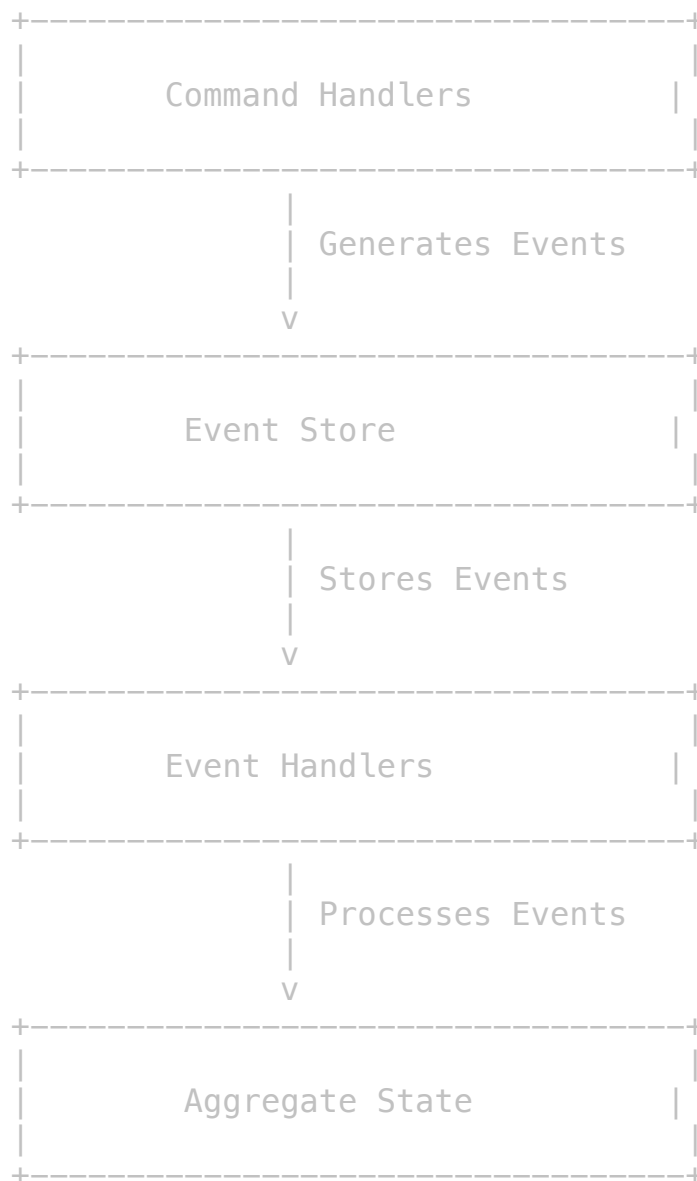 Command Handlers
Generates Events
v
Event Store
Stores Events
v
Event Handlers
Processes Events
v
Aggregate State